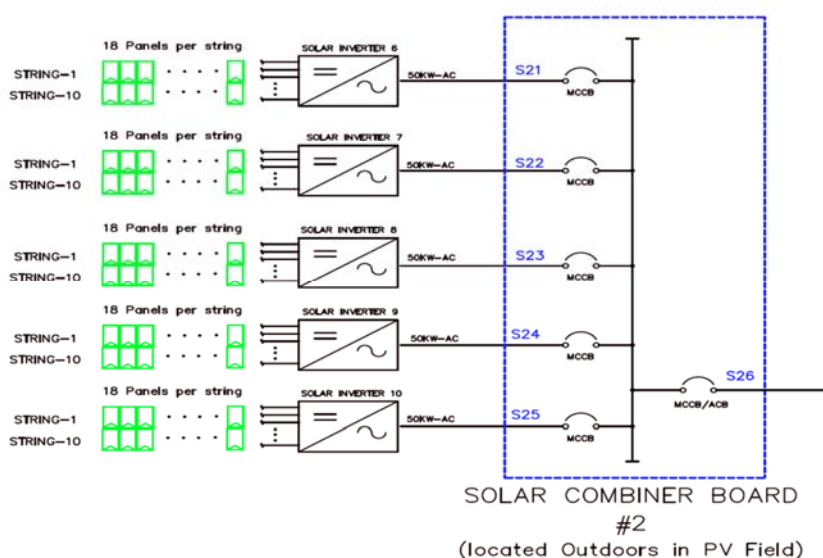 18 Panels per string
SOLAR INVERTER 6
STRING-1
STRING-10
50KW-AC
S21
MCCB
18 Panels per string
SOLAR INVERTER 7
STRING-1
STRING-10
50KW-AC
S22
MCCB
18 Panels per string
SOLAR INVERTER 8
STRING-1
STRING-10
50KW-AC
S23
MCCB
18 Panels per string
SOLAR INVERTER 9
STRING-1
STRING-10
50KW-AC
S24
MCCB
18 Panels per string
SOLAR INVERTER 10
STRING-1
STRING-10
50KW-AC
S25
MCCB
S26
MCCB/ACB
SOLAR COMBINER BOARD
#2
(located Outdoors in PV Field)